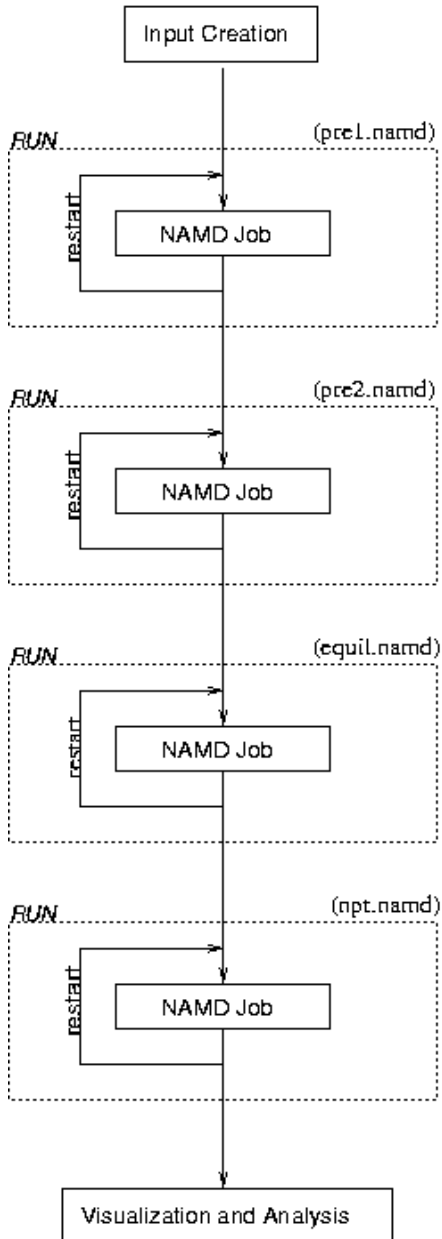 Input Creation
RUN (pre1.namd)
restart
NAMD Job
RUN (pre2.namd)
restart
NAMD Job
RUN (equil.namd)
restart
NAMD Job
RUN (npt.namd)
restart
NAMD Job
Visualization and Analysis